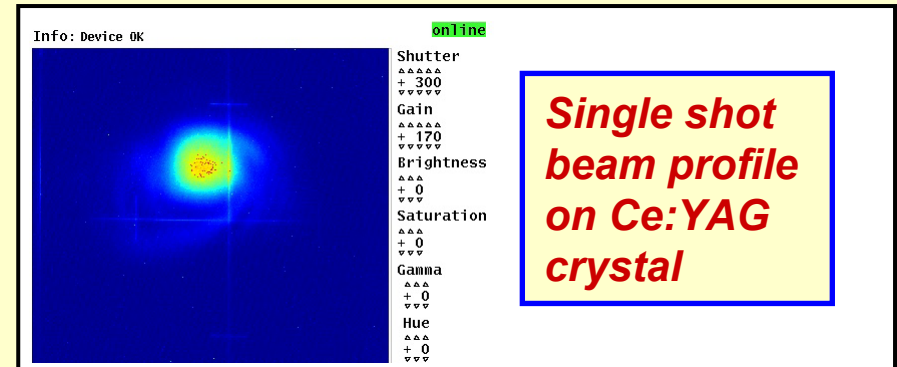 Info: Device OK
online
Shutter
+ 300
Gain
+ 170
Brightness
+ 0
Saturation
+ 0
Gamma
+ 0
Hue
+ 0
Single shot
beam profile
on Ce:YAG
crystal